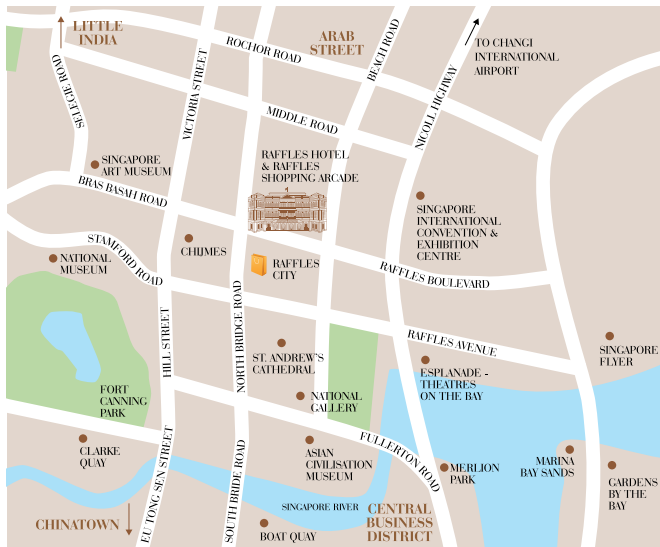 LITTLE
INDIA
ARAB
STREET
ROCHOR ROAD
BEACH ROAD
TO CHANGI
INTERNATIONAL
AIRPORT
SELEGIE ROAD
VICTORIA STREET
MIDDLE ROAD
NICOLL HIGHWAY
SINGAPORE
ART MUSEUM
RAFFLES HOTEL
& RAFFLES
SHOPPING ARCADE
BRAS BASAH ROAD
SINGAPORE
INTERNATIONAL
CONVENTION &
EXHIBITION
CENTRE
STAMFORD ROAD
CHIJMES
NATIONAL
MUSEUM
RAFFLES
CITY
RAFFLES BOULEVARD
HILL STREET
NORTH BRIDGE ROAD
RAFFLES AVENUE
ST. ANDREW'S
CATHEDRAL
SINGAPORE
FLYER
ESPLANADE -
THEATRES
ON THE BAY
FORT
CANNING
PARK
NATIONAL
GALLERY
FULLERTON ROAD
CLARKE
QUAY
ASIAN
CIVILISATION
MUSEUM
MERLION
PARK
MARINA
BAY SANDS
GARDENS
BY THE
BAY
EU TONG SEN STREET
SOUTH BRIDE ROAD
SINGAPORE RIVER
CENTRAL
BUSINESS
DISTRICT
CHINATOWN
BOAT QUAY